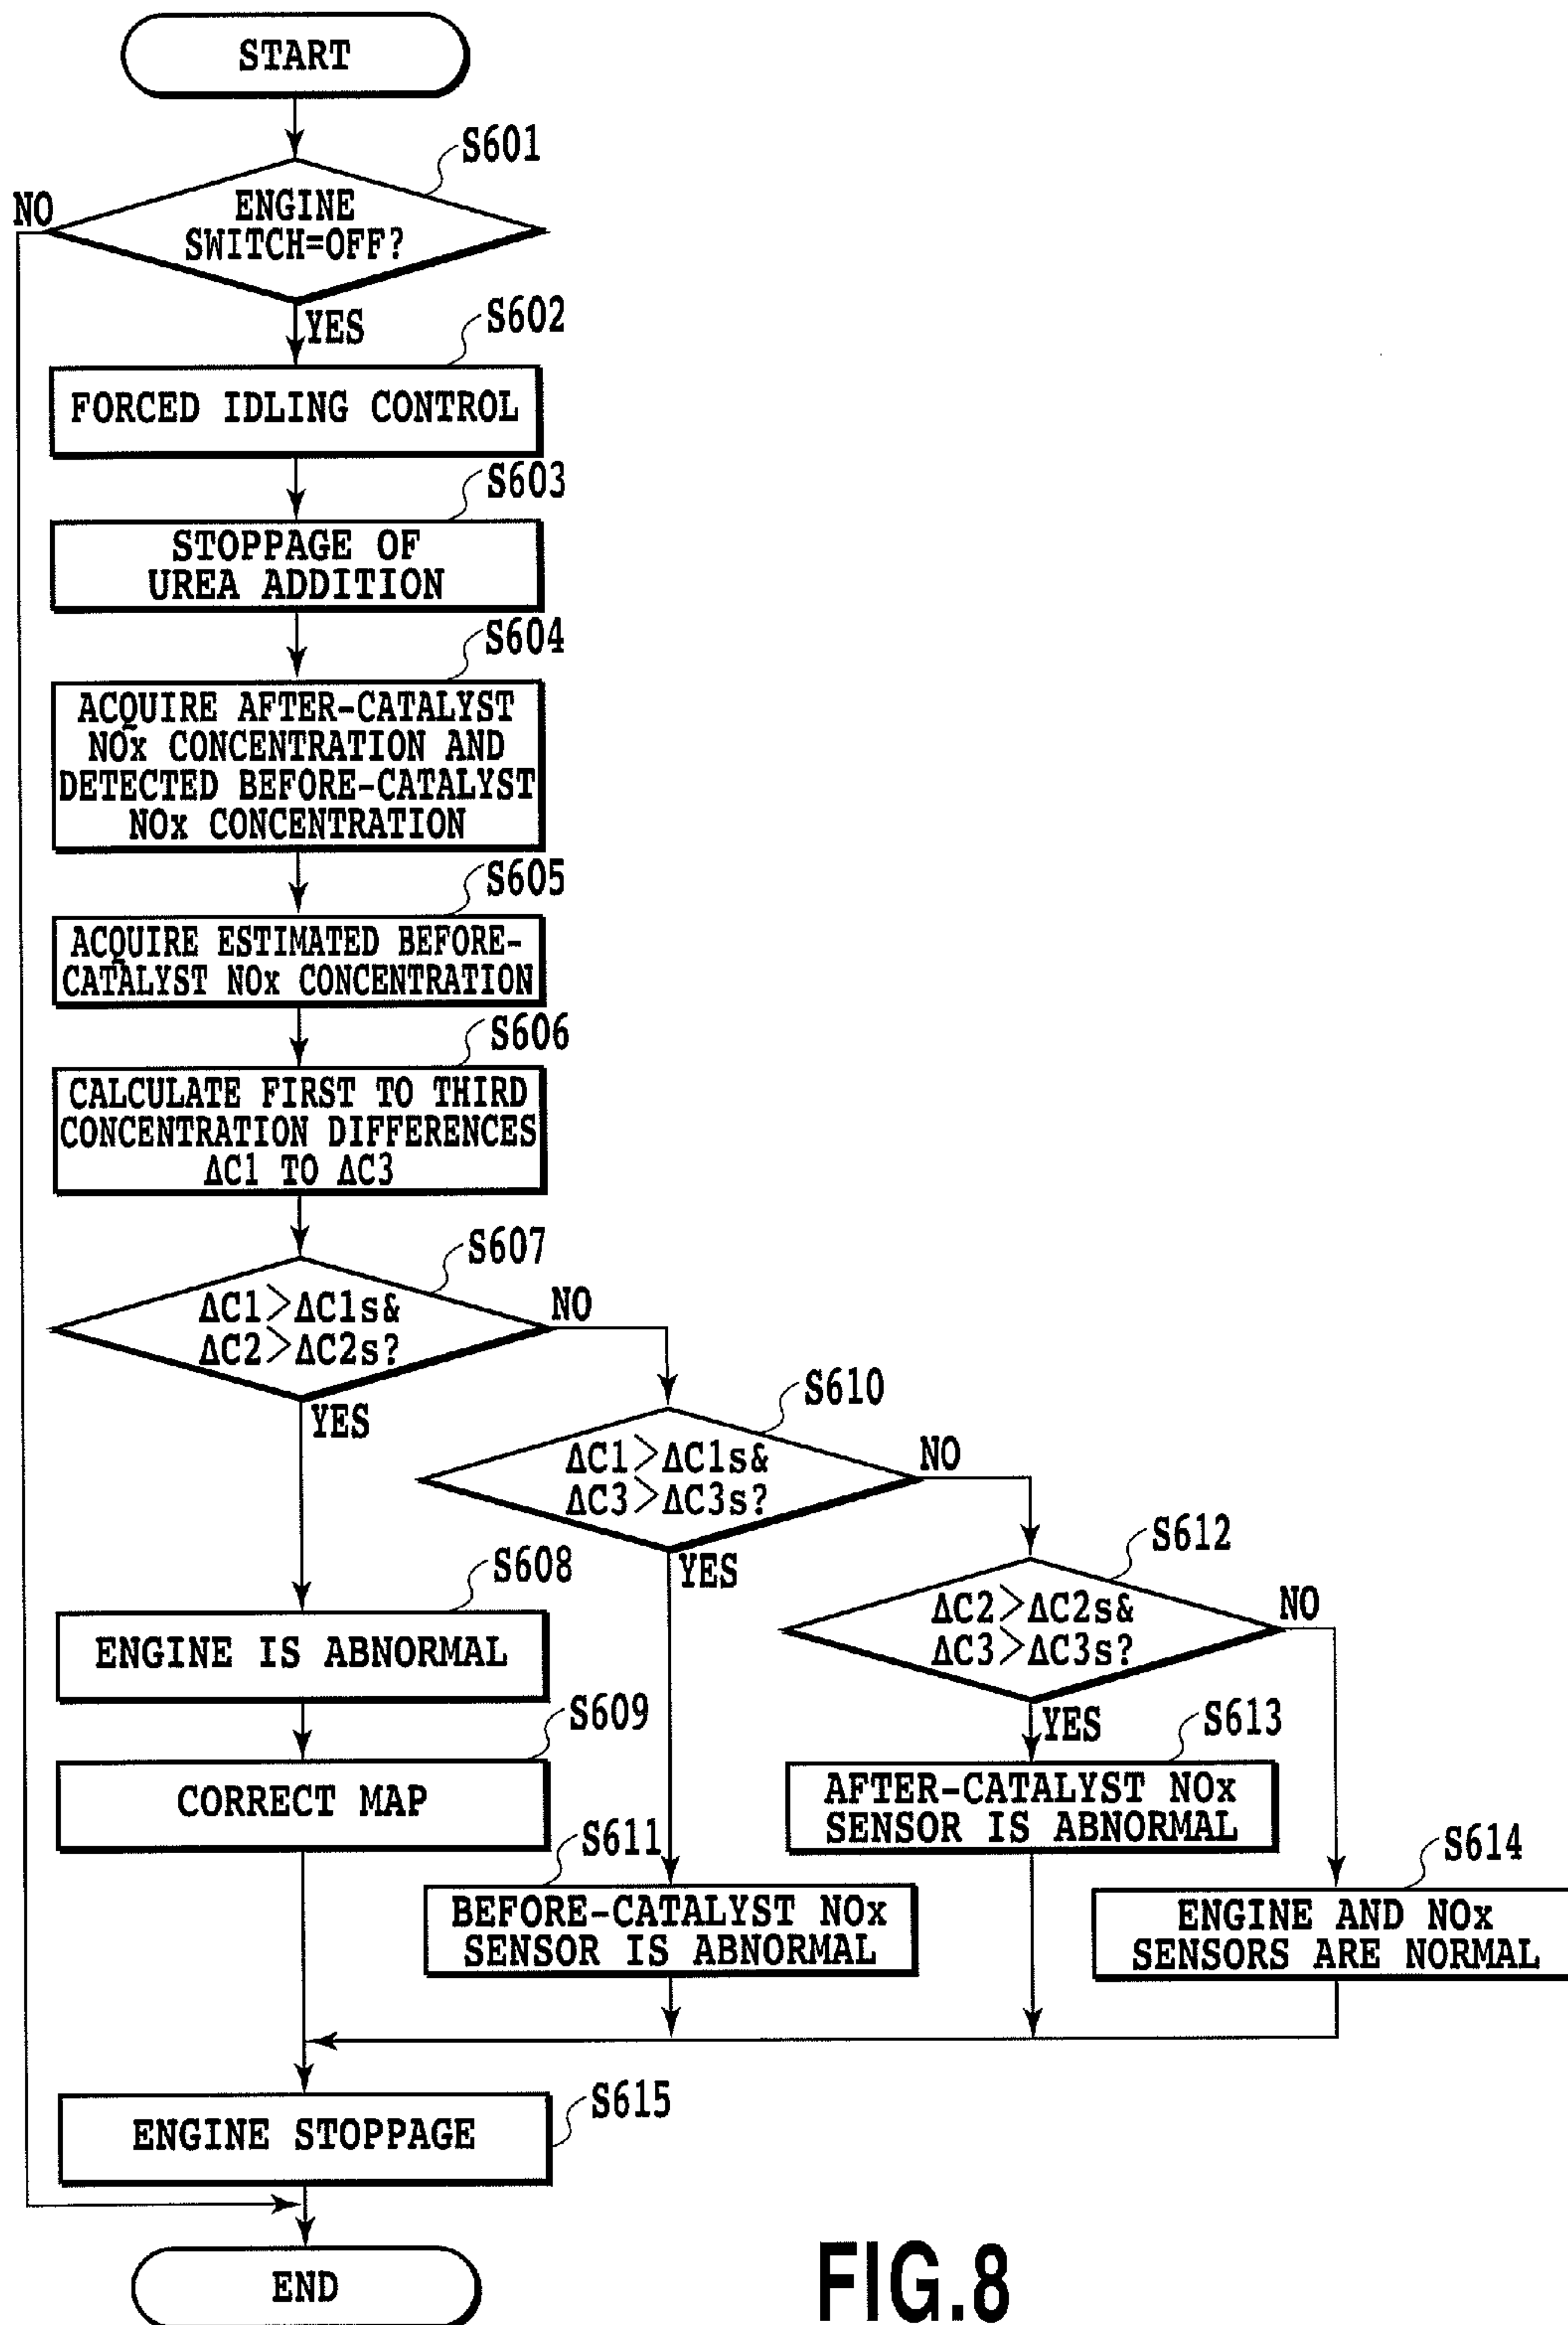 START
S601
NO
ENGINE
SWITCH=OFF?
YES
S602
FORCED IDLING CONTROL
S603
STOPPAGE OF
UREA ADDITION
S604
ACQUIRE AFTER-CATALYST
NOx CONCENTRATION AND
DETECTED BEFORE-CATALYST
NOx CONCENTRATION
S605
ACQUIRE ESTIMATED BEFORE-
CATALYST NOx CONCENTRATION
S606
CALCULATE FIRST TO THIRD
CONCENTRATION DIFFERENCES
ΔC1 TO ΔC3
S607
ΔC1>ΔC1s&
ΔC2>ΔC2s?
NO
YES
S610
ΔC1>ΔC1s&
ΔC3>ΔC3s?
NO
YES
S612
ΔC2>ΔC2s&
ΔC3>ΔC3s?
NO
YES
S608
ENGINE IS ABNORMAL
S609
CORRECT MAP
S613
AFTER-CATALYST NOx
SENSOR IS ABNORMAL
S611
BEFORE-CATALYST NOx
SENSOR IS ABNORMAL
S614
ENGINE AND NOx
SENSORS ARE NORMAL
S615
ENGINE STOPPAGE
END
FIG.8